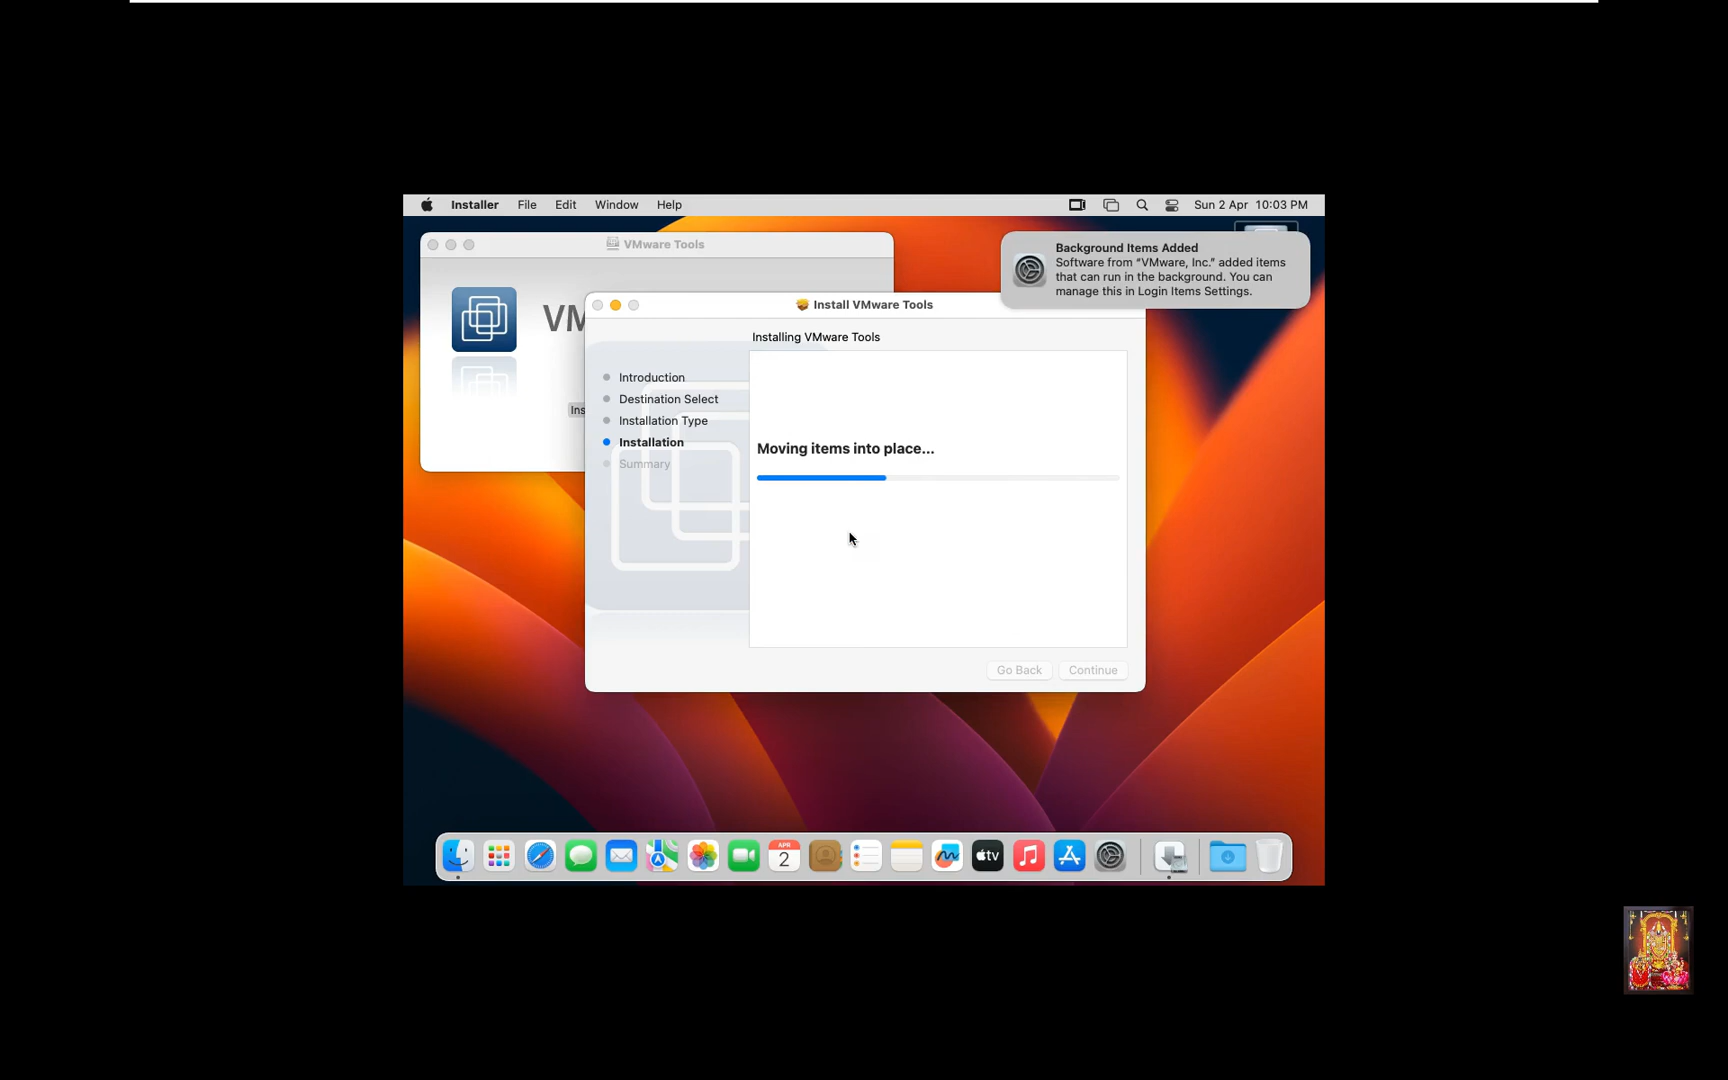 Installer File Edit Window Help
Sun 2 Apr 10:03 PM
VMware Tools
Background Items Added
Software from “VMware, Inc.” added items
that can run in the background. You can
manage this in Login Items Settings.
VM
Ins
Install VMware Tools
Installing VMware Tools
Introduction
Destination Select
Installation Type
Installation
Summary
Moving items into place...
Go Back
Continue
APR
2
tv